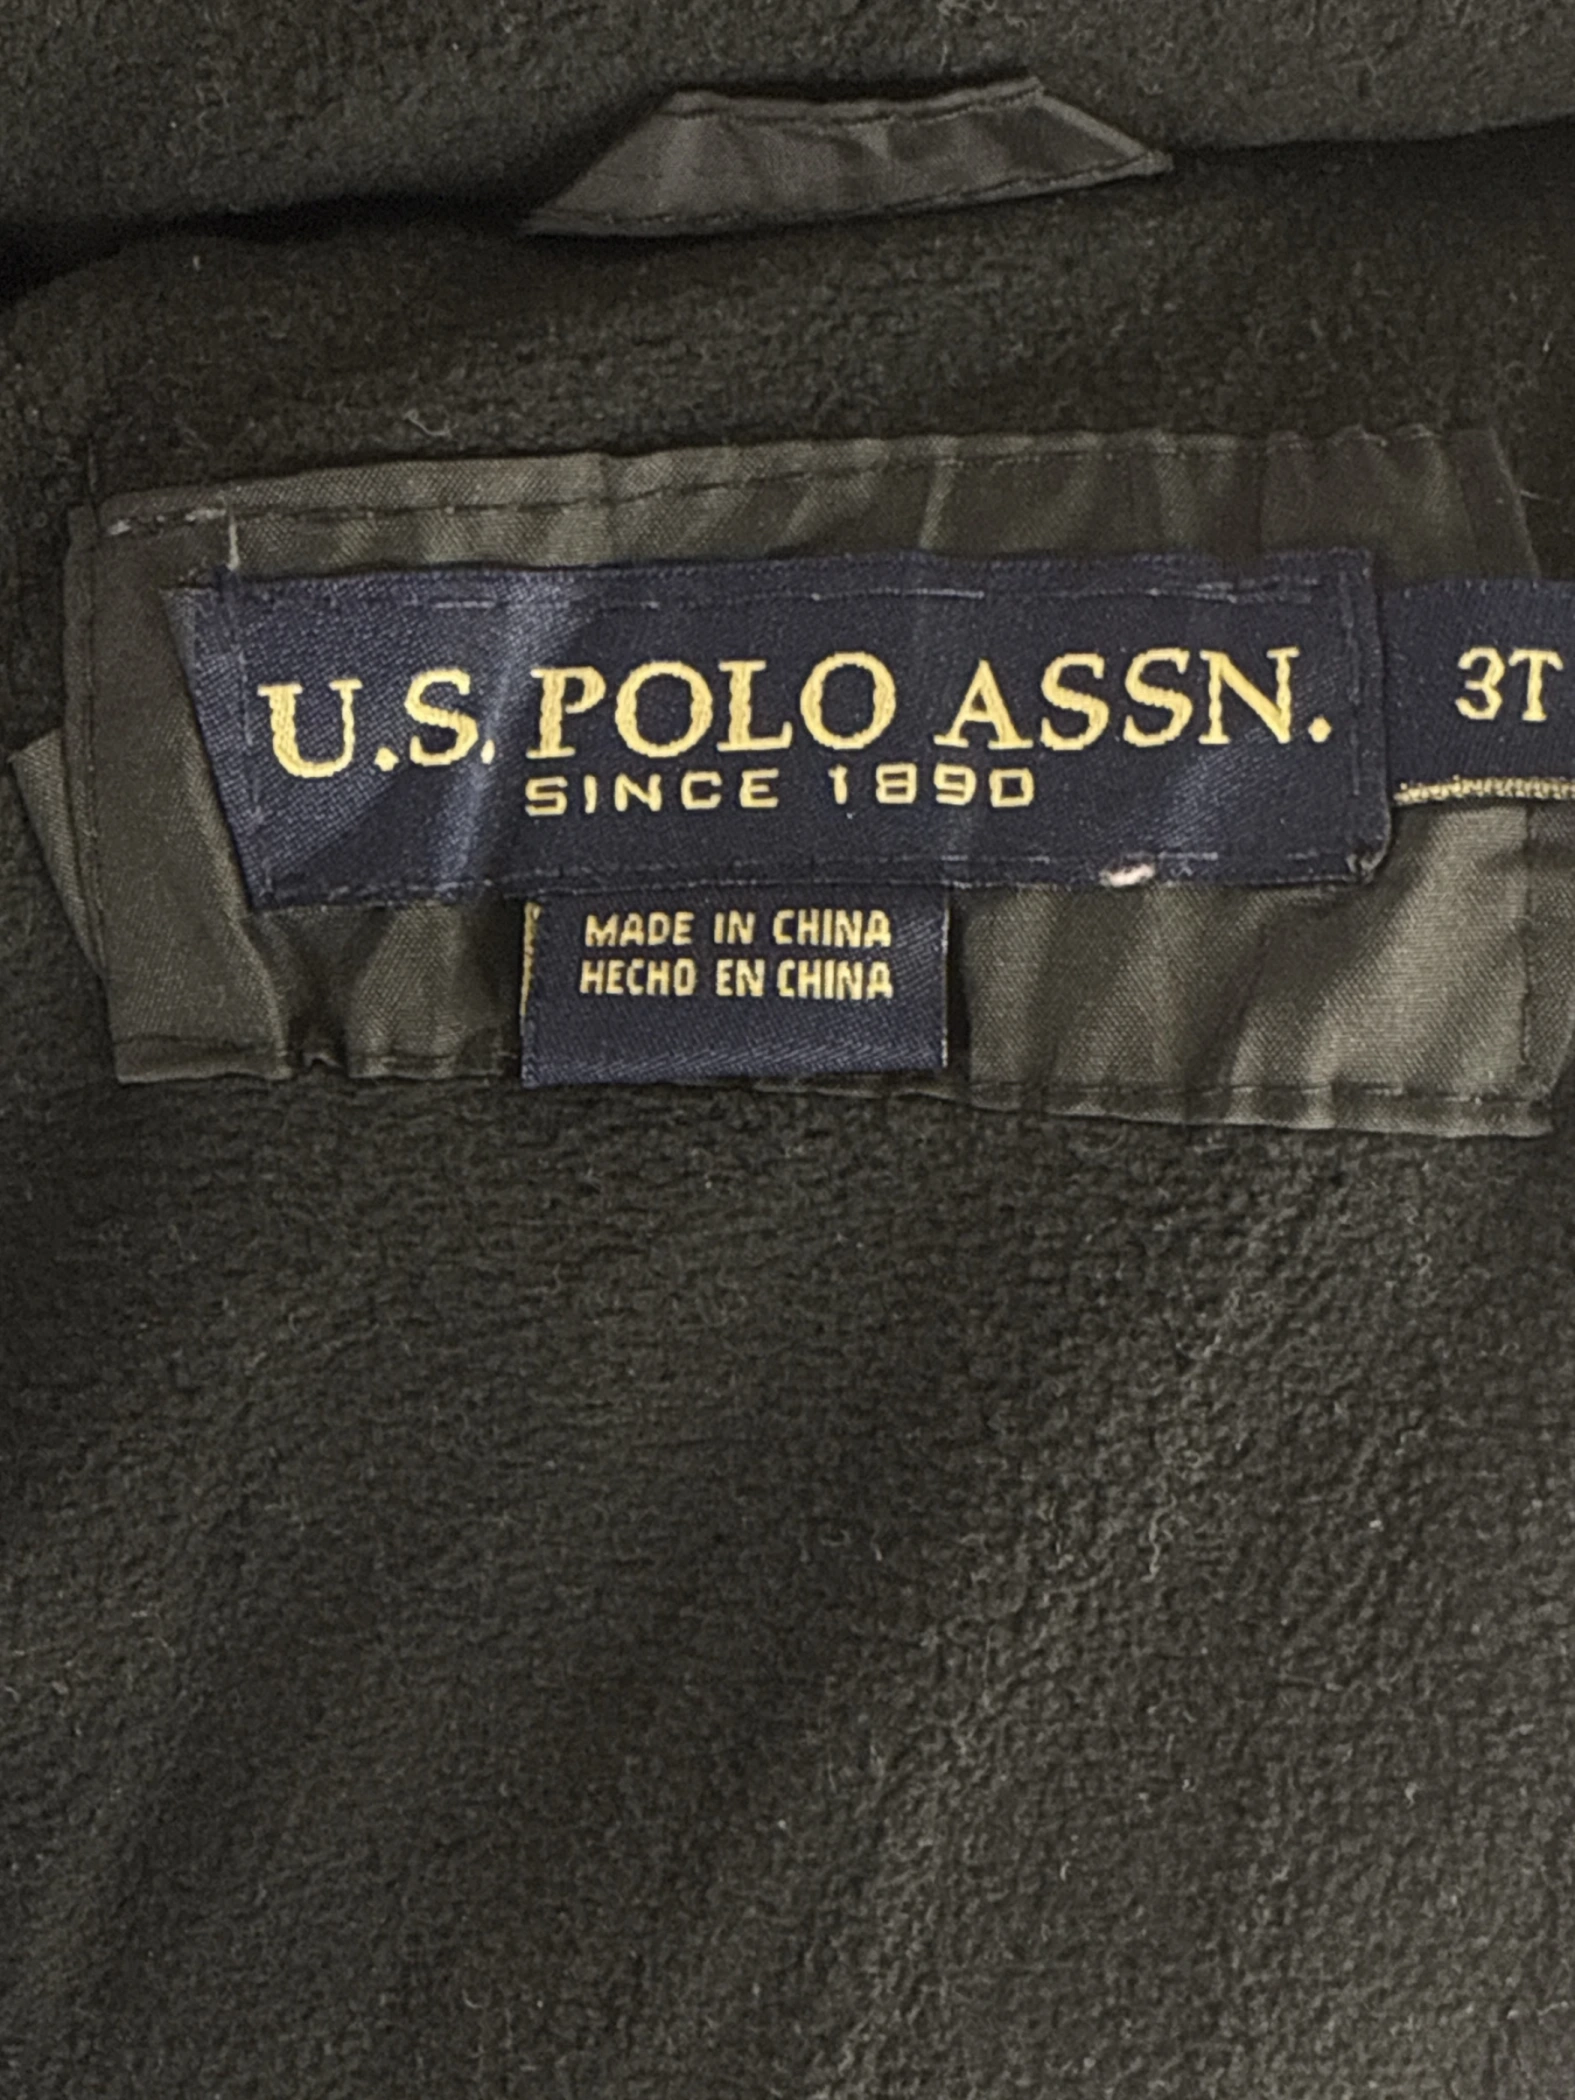 U.S. POLO ASSN.
SINCE 1890
3T
MADE IN CHINA
HECHO EN CHINA